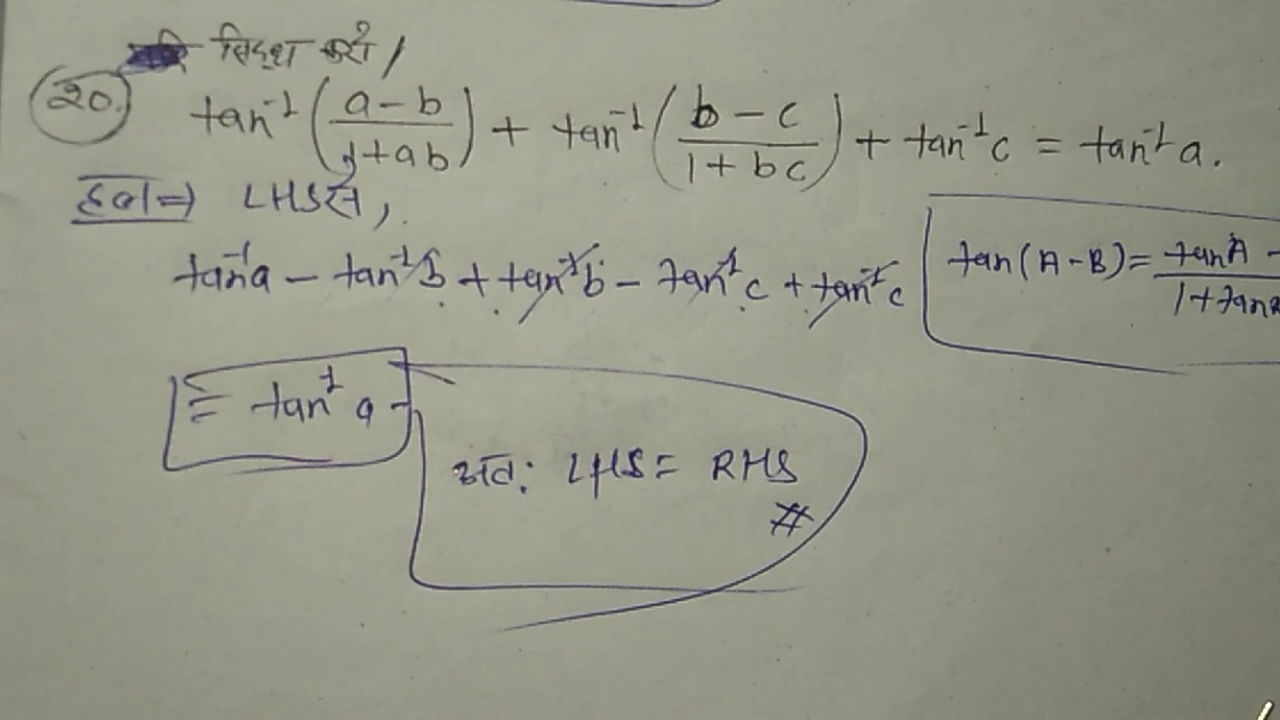 सिद्ध करो।
20. tan⁻¹(a-b/1+ab) + tan⁻¹(b-c/1+bc) + tan⁻¹c = tan⁻¹a.
हल⇒ LHS से,
tan⁻¹a - tan⁻¹b + tan⁻¹b - tan⁻¹c + tan⁻¹c
tan(A-B)= tanA -
1+tanA
= tan⁻¹a
अत: LHS = RHS
#